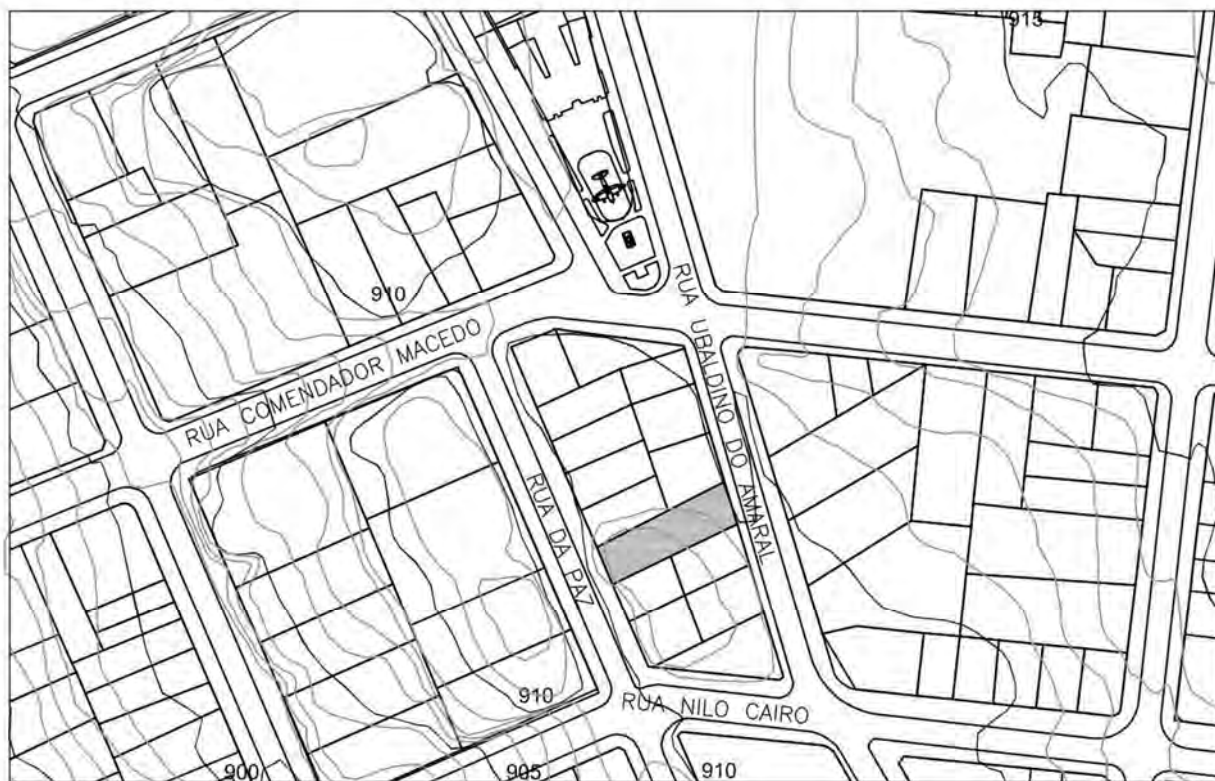 915
910
RUA COMENDADOR MACEDO
RUA UBALDINO DO AMARAL
RUA DA PAZ
910
RUA NILO CAIRO
900
905
910